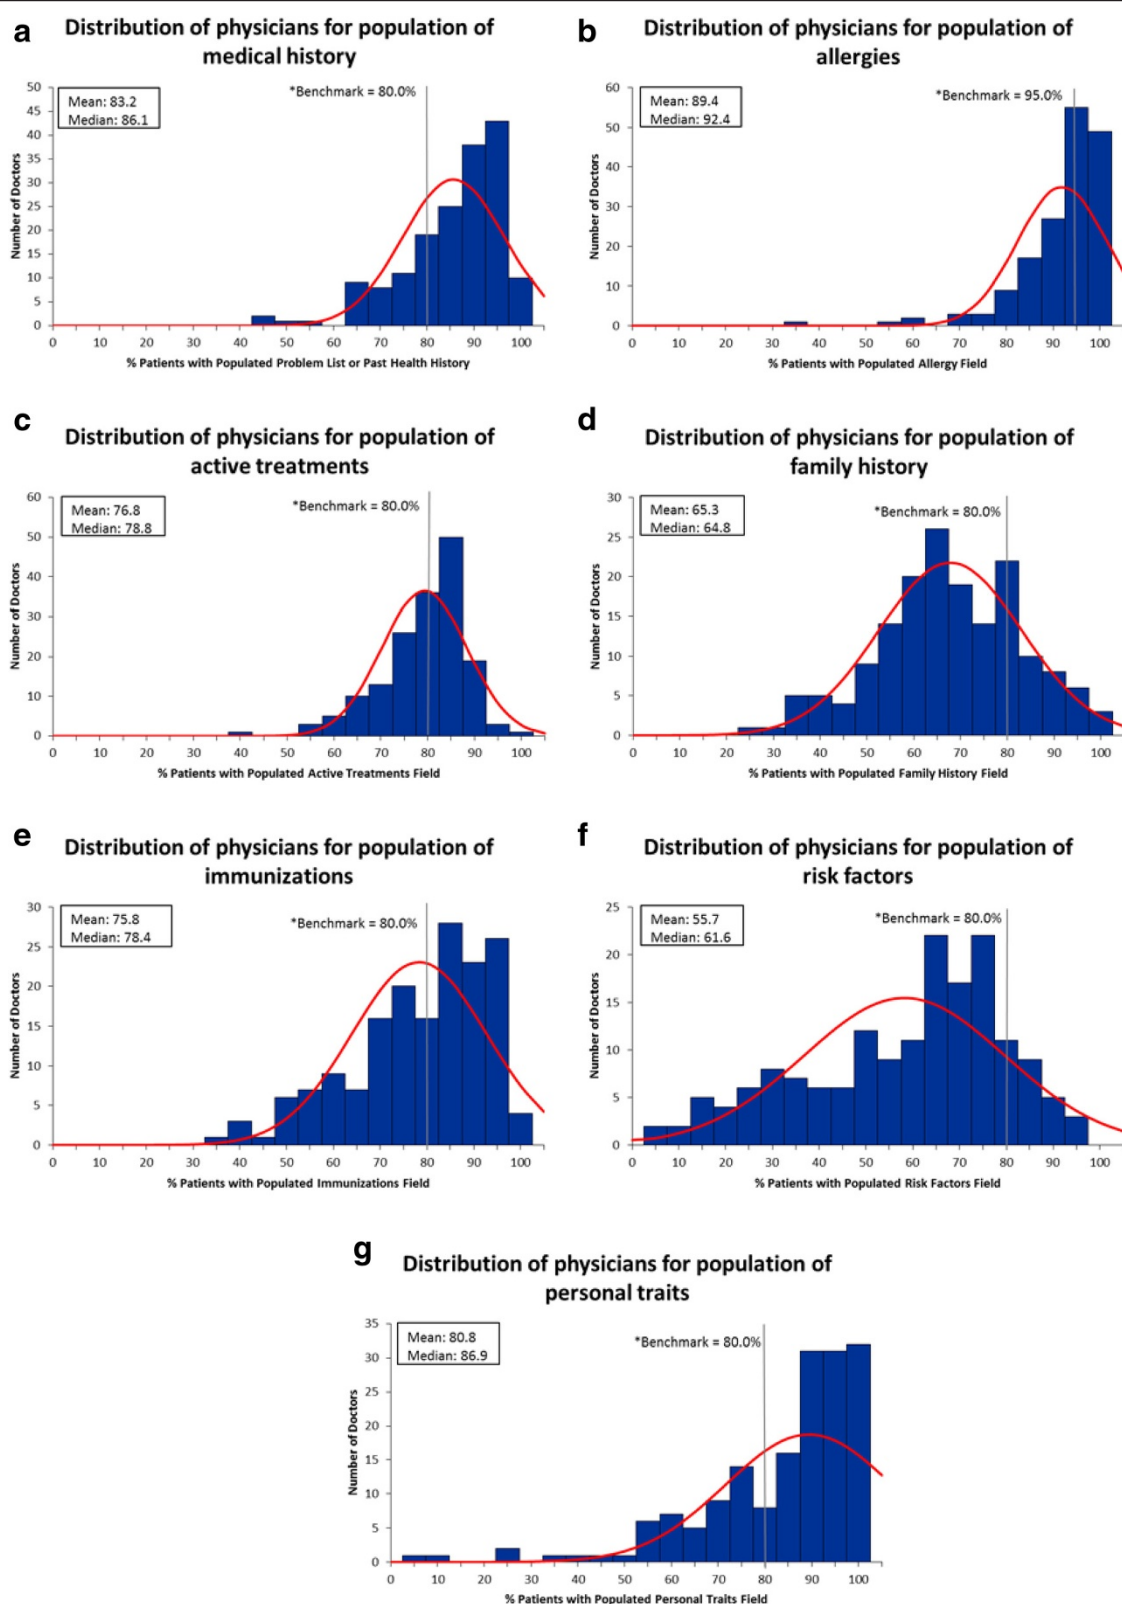 a
Distribution of physicians for population of
medical history
Mean: 83.2
Median: 86.1
*Benchmark = 80.0%
Number of Doctors
50
45
40
35
30
25
20
15
10
5
0
0 10 20 30 40 50 60 70 80 90 100
% Patients with Populated Problem List or Past Health History
b
Distribution of physicians for population of
allergies
Mean: 89.4
Median: 92.4
*Benchmark = 95.0%
Number of Doctors
60
50
40
30
20
10
0
0 10 20 30 40 50 60 70 80 90 100
% Patients with Populated Allergy Field
c
Distribution of physicians for population of
active treatments
Mean: 76.8
Median: 78.8
*Benchmark = 80.0%
Number of Doctors
60
50
40
30
20
10
0
0 10 20 30 40 50 60 70 80 90 100
% Patients with Populated Active Treatments Field
d
Distribution of physicians for population of
family history
Mean: 65.3
Median: 64.8
*Benchmark = 80.0%
Number of Doctors
30
25
20
15
10
5
0
0 10 20 30 40 50 60 70 80 90 100
% Patients with Populated Family History Field
e
Distribution of physicians for population of
immunizations
Mean: 75.8
Median: 78.4
*Benchmark = 80.0%
Number of Doctors
30
25
20
15
10
5
0
0 10 20 30 40 50 60 70 80 90 100
% Patients with Populated Immunizations Field
f
Distribution of physicians for population of
risk factors
Mean: 55.7
Median: 61.6
*Benchmark = 80.0%
Number of Doctors
25
20
15
10
5
0
0 10 20 30 40 50 60 70 80 90 100
% Patients with Populated Risk Factors Field
g
Distribution of physicians for population of
personal traits
Mean: 80.8
Median: 86.9
*Benchmark = 80.0%
Number of Doctors
35
30
25
20
15
10
5
0
0 10 20 30 40 50 60 70 80 90 100
% Patients with Populated Personal Traits Field